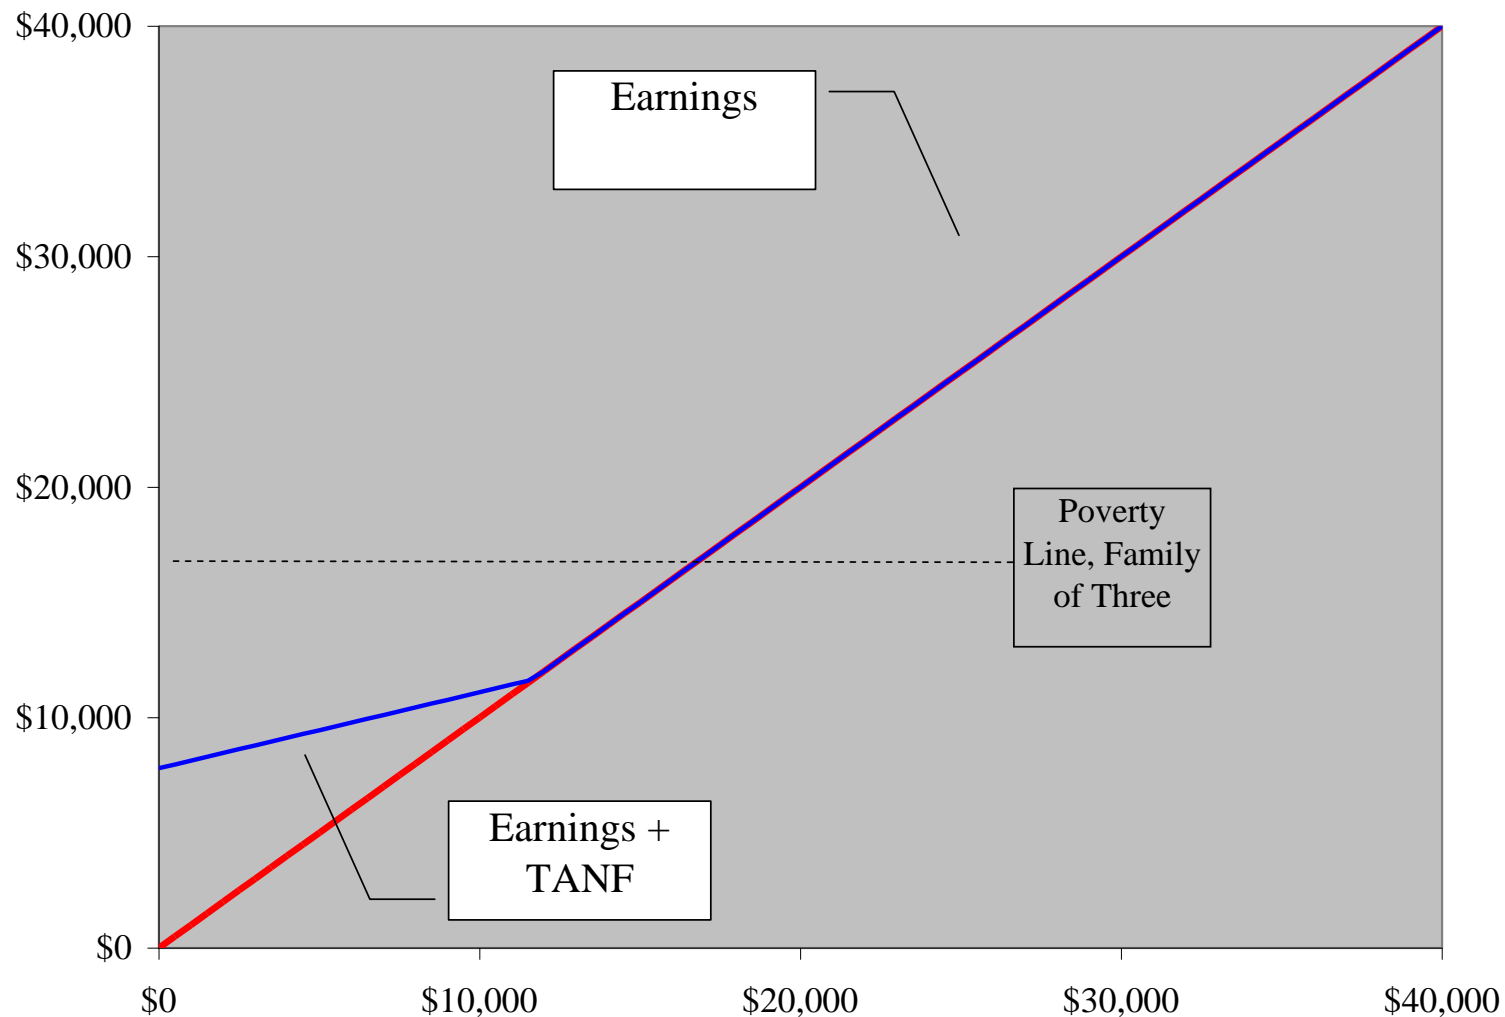 $40,000
Earnings
$30,000
$20,000
Poverty
Line, Family
of Three
$10,000
Earnings +
TANF
$0
$0 $10,000 $20,000 $30,000 $40,000